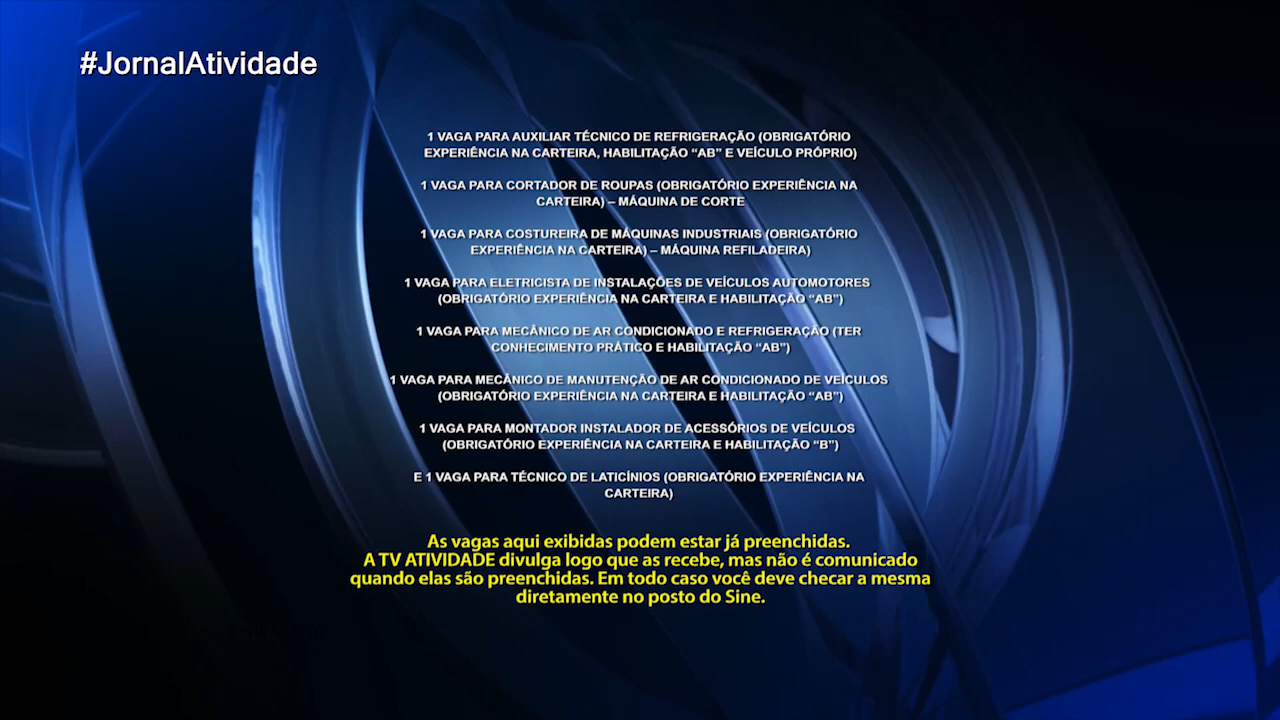 #JornalAtividade
1 VAGA PARA AUXILIAR TÉCNICO DE REFRIGERAÇÃO (OBRIGATÓRIO
EXPERIÊNCIA NA CARTEIRA, HABILITAÇÃO “AB” E VEÍCULO PRÓPRIO)
1 VAGA PARA CORTADOR DE ROUPAS (OBRIGATÓRIO EXPERIÊNCIA NA
CARTEIRA) – MÁQUINA DE CORTE
1 VAGA PARA COSTUREIRA DE MÁQUINAS INDUSTRIAIS (OBRIGATÓRIO
EXPERIÊNCIA NA CARTEIRA) – MÁQUINA REFILADEIRA)
1 VAGA PARA ELETRICISTA DE INSTALAÇÕES DE VEÍCULOS AUTOMOTORES
(OBRIGATÓRIO EXPERIÊNCIA NA CARTEIRA E HABILITAÇÃO “AB”)
1 VAGA PARA MECÂNICO DE AR CONDICIONADO E REFRIGERAÇÃO (TER
CONHECIMENTO PRÁTICO E HABILITAÇÃO “AB”)
1 VAGA PARA MECÂNICO DE MANUTENÇÃO DE AR CONDICIONADO DE VEÍCULOS
(OBRIGATÓRIO EXPERIÊNCIA NA CARTEIRA E HABILITAÇÃO “AB”)
1 VAGA PARA MONTADOR INSTALADOR DE ACESSÓRIOS DE VEÍCULOS
(OBRIGATÓRIO EXPERIÊNCIA NA CARTEIRA E HABILITAÇÃO “B”)
E 1 VAGA PARA TÉCNICO DE LATICÍNIOS (OBRIGATÓRIO EXPERIÊNCIA NA
CARTEIRA)
As vagas aqui exibidas podem estar já preenchidas.
A TV ATIVIDADE divulga logo que as recebe, mas não é comunicado
quando elas são preenchidas. Em todo caso você deve checar a mesma
diretamente no posto do Sine.